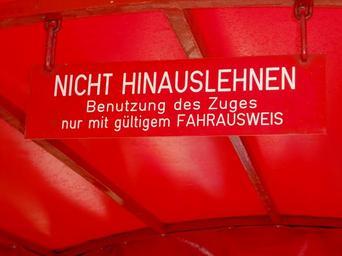 NICHT HINAUSLEHNEN
Benutzung des Zuges
nur mit gültigem FAHRAUSWEIS